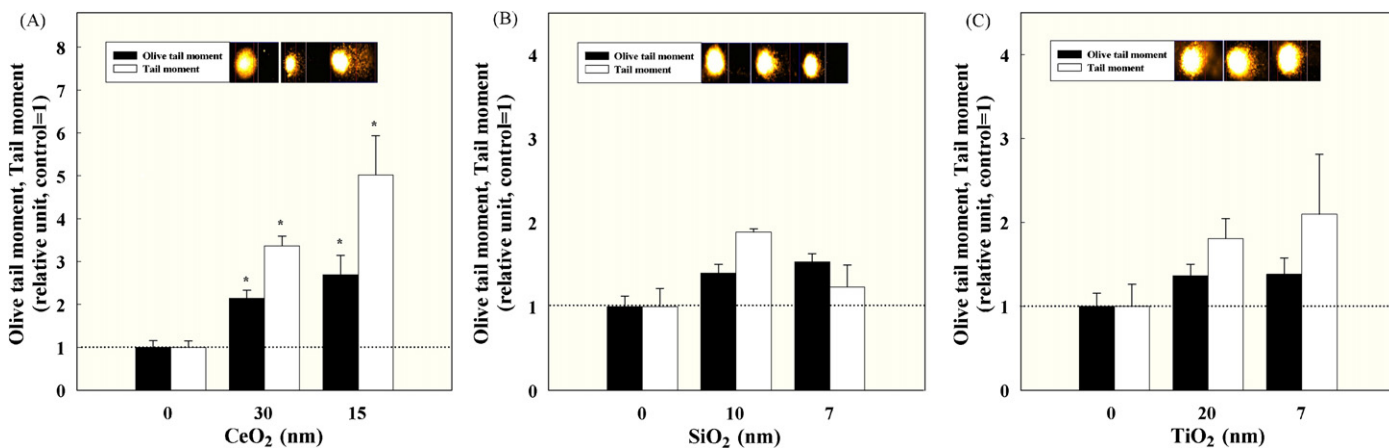 (A)
Olive tail moment, Tail moment
(relative unit, control=1)
8
7
6
5
4
3
2
1
0
Olive tail moment
Tail moment
*
*
*
*
0 30 15
CeO2 (nm)
(B)
Olive tail moment, Tail moment
(relative unit, control=1)
4
3
2
1
0
Olive tail moment
Tail moment
0 10 7
SiO2 (nm)
(C)
Olive tail moment, Tail moment
(relative unit, control=1)
4
3
2
1
0
Olive tail moment
Tail moment
0 20 7
TiO2 (nm)